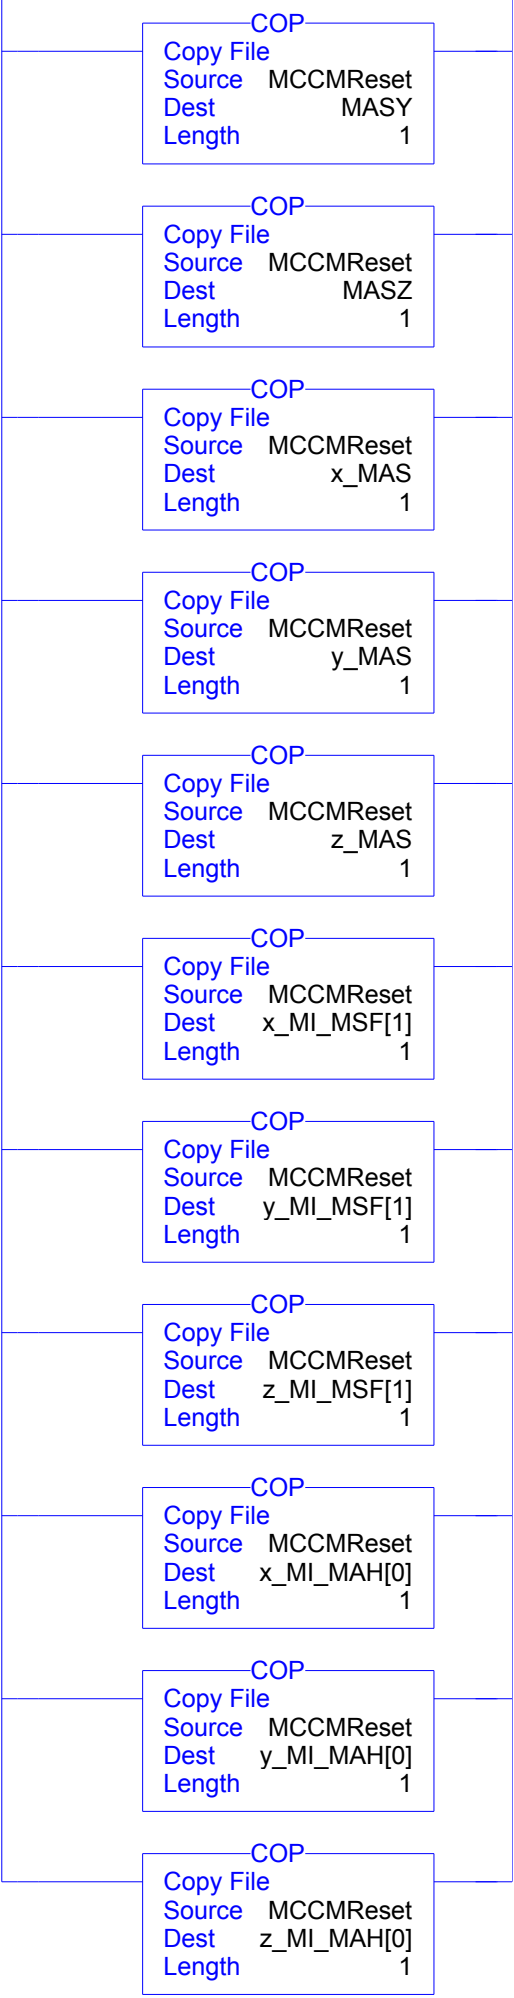 COP
Copy File
Source MCCMReset
Dest MASY
Length 1
COP
Copy File
Source MCCMReset
Dest MASZ
Length 1
COP
Copy File
Source MCCMReset
Dest x_MAS
Length 1
COP
Copy File
Source MCCMReset
Dest y_MAS
Length 1
COP
Copy File
Source MCCMReset
Dest z_MAS
Length 1
COP
Copy File
Source MCCMReset
Dest x_MI_MSF[1]
Length 1
COP
Copy File
Source MCCMReset
Dest y_MI_MSF[1]
Length 1
COP
Copy File
Source MCCMReset
Dest z_MI_MSF[1]
Length 1
COP
Copy File
Source MCCMReset
Dest x_MI_MAH[0]
Length 1
COP
Copy File
Source MCCMReset
Dest y_MI_MAH[0]
Length 1
COP
Copy File
Source MCCMReset
Dest z_MI_MAH[0]
Length 1